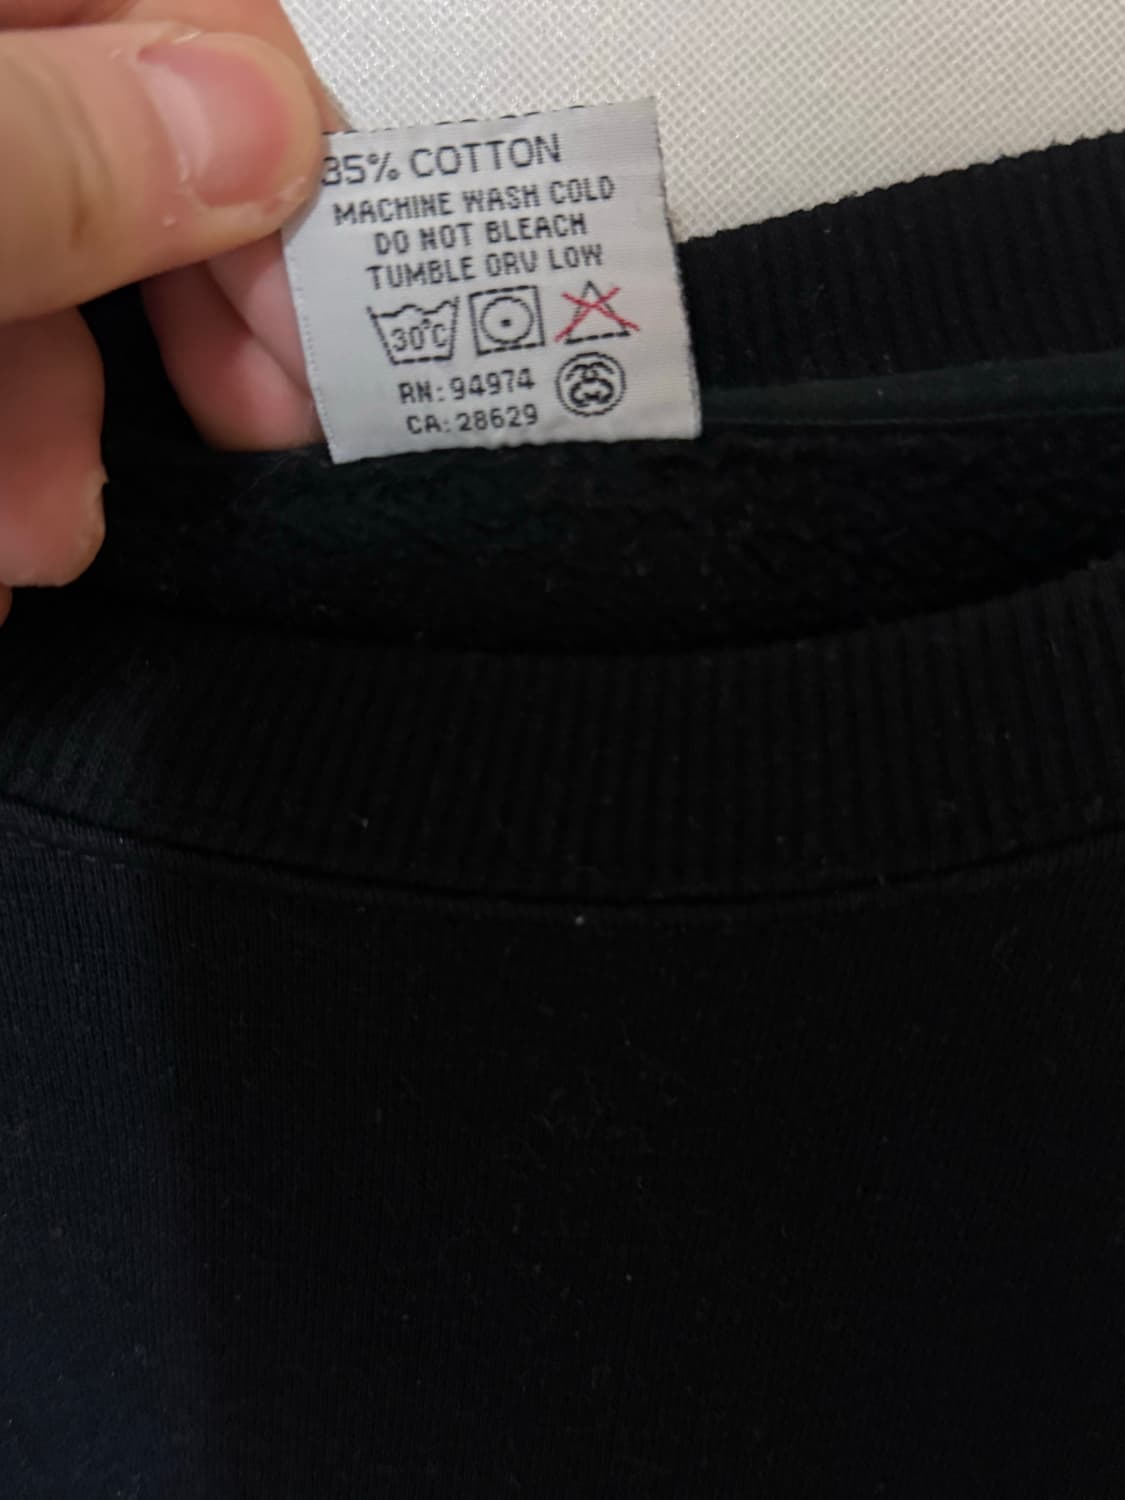 35% COTTON
MACHINE WASH COLD
DO NOT BLEACH
TUMBLE DRY LOW
30°C
RN: 94974
CA: 28629